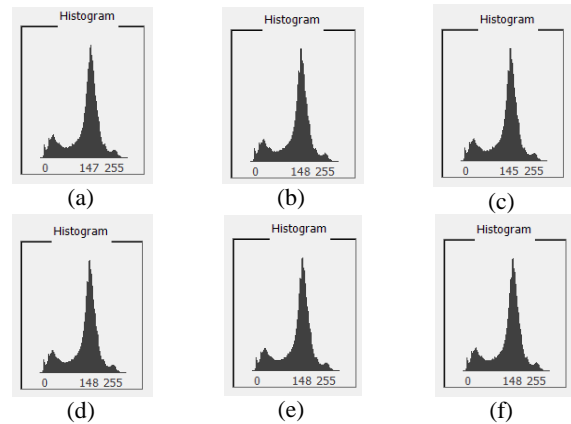 Histogram
0 147 255
(a)
Histogram
0 148 255
(b)
Histogram
0 145 255
(c)
Histogram
0 148 255
(d)
Histogram
0 148 255
(e)
Histogram
0 148 255
(f)